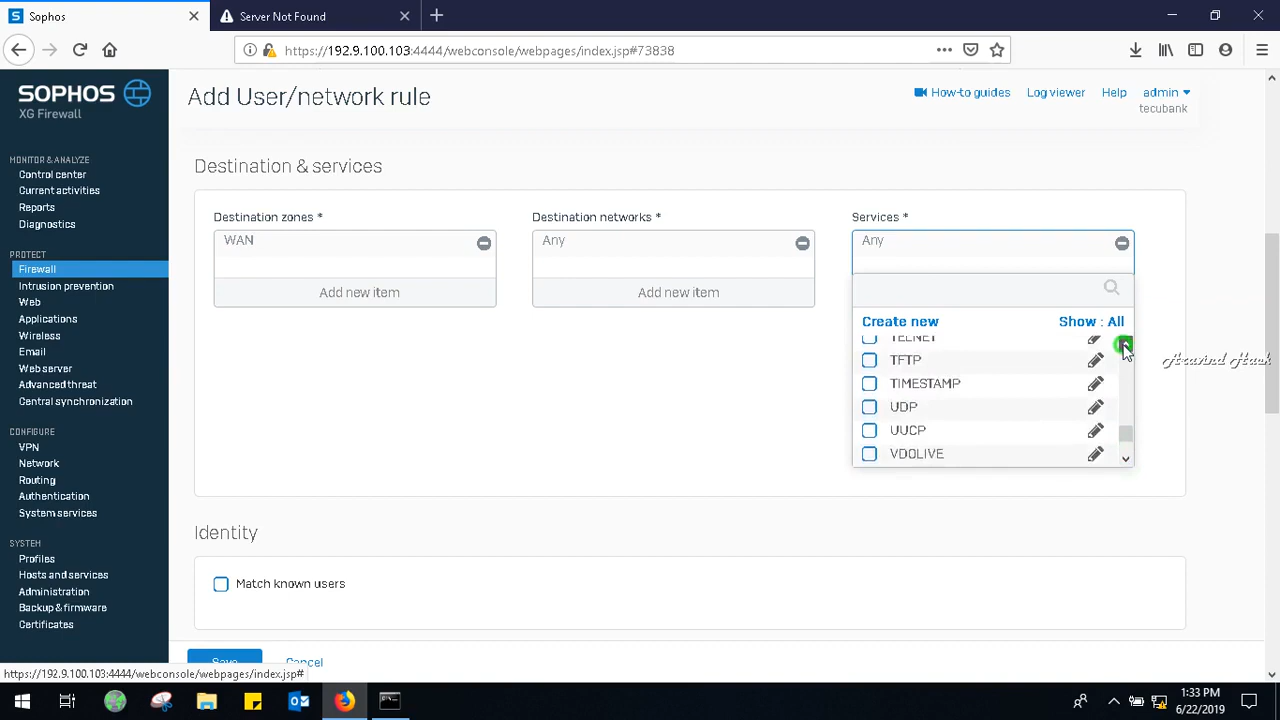 Sophos
Server Not Found
https://192.9.100.103:4444/webconsole/webpages/index.jsp#73838
SOPHOS
XG Firewall
Add User/network rule
How-to guides
Log viewer
Help
admin
tecubank
MONITOR & ANALYZE
Control center
Current activities
Reports
Diagnostics
PROTECT
Firewall
Intrusion prevention
Web
Applications
Wireless
Email
Web server
Advanced threat
Central synchronization
CONFIGURE
VPN
Network
Routing
Authentication
System services
SYSTEM
Profiles
Hosts and services
Administration
Backup & firmware
Certificates
Destination & services
Destination zones *
WAN
Add new item
Destination networks *
Any
Add new item
Services *
Any
Create new
Show : All
TELNET
TFTP
TIMESTAMP
UDP
UUCP
VDOLIVE
Aravind Hask
Identity
Match known users
Save
Cancel
https://192.9.100.103:4444/webconsole/webpages/index.jsp#
1:33 PM
6/22/2019